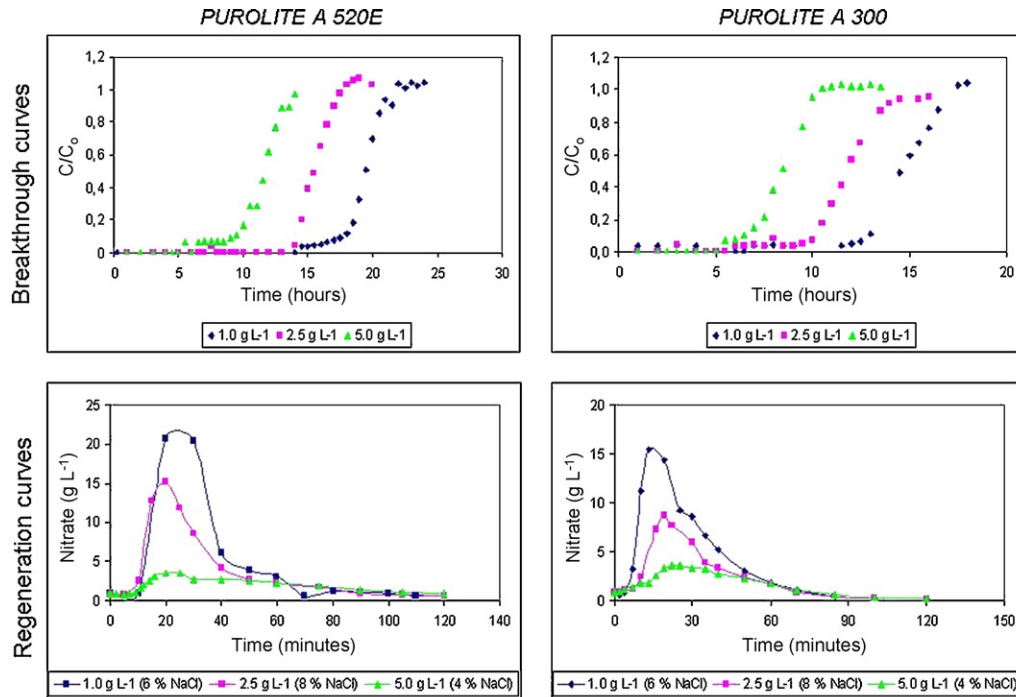 PUROLITE A 520E
PUROLITE A 300
Breakthrough curves
1,2
1
0,8
0,6
0,4
0,2
0
C/Co
0
5
10
15
20
25
30
Time (hours)
1.0 g L-1
2.5 g L-1
5.0 g L-1
1,2
1,0
0,8
0,6
0,4
0,2
0,0
C/Co
0
5
10
15
20
Time (hours)
1.0 g L-1
2.5 g L-1
5.0 g L-1
Regeneration curves
25
20
15
10
5
0
Nitrate (g L-1)
0
20
40
60
80
100
120
140
Time (minutes)
1.0 g L-1 (6 % NaCl)
2.5 g L-1 (8 % NaCl)
5.0 g L-1 (4 % NaCl)
20
15
10
5
0
Nitrate (g L-1)
0
30
60
90
120
150
Time (minutes)
1.0 g L-1 (6 % NaCl)
2.5 g L-1 (8 % NaCl)
5.0 g L-1 (4 % NaCl)